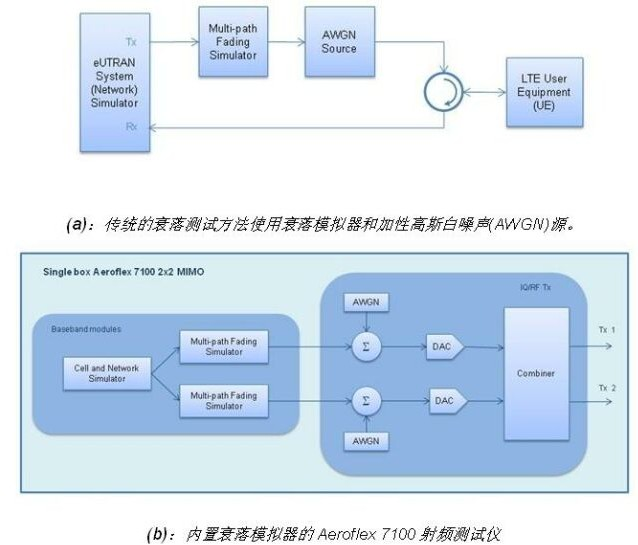 Tx
eUTRAN
System
(Network)
Simulator
Rx
Multi-path
Fading
Simulator
AWGN
Source
LTE User
Equipment
(UE)
(a)：传统的衰落测试方法使用衰落模拟器和加性高斯白噪声(AWGN)源。
Single box Aeroflex 7100 2x2 MIMO
Baseband modules
Cell and Network
Simulator
Multi-path Fading
Simulator
Multi-path Fading
Simulator
IQ/RF Tx
AWGN
Σ
DAC
Σ
DAC
AWGN
Combiner
Tx 1
Tx 2
(b)：内置衰落模拟器的 Aeroflex 7100 射频测试仪